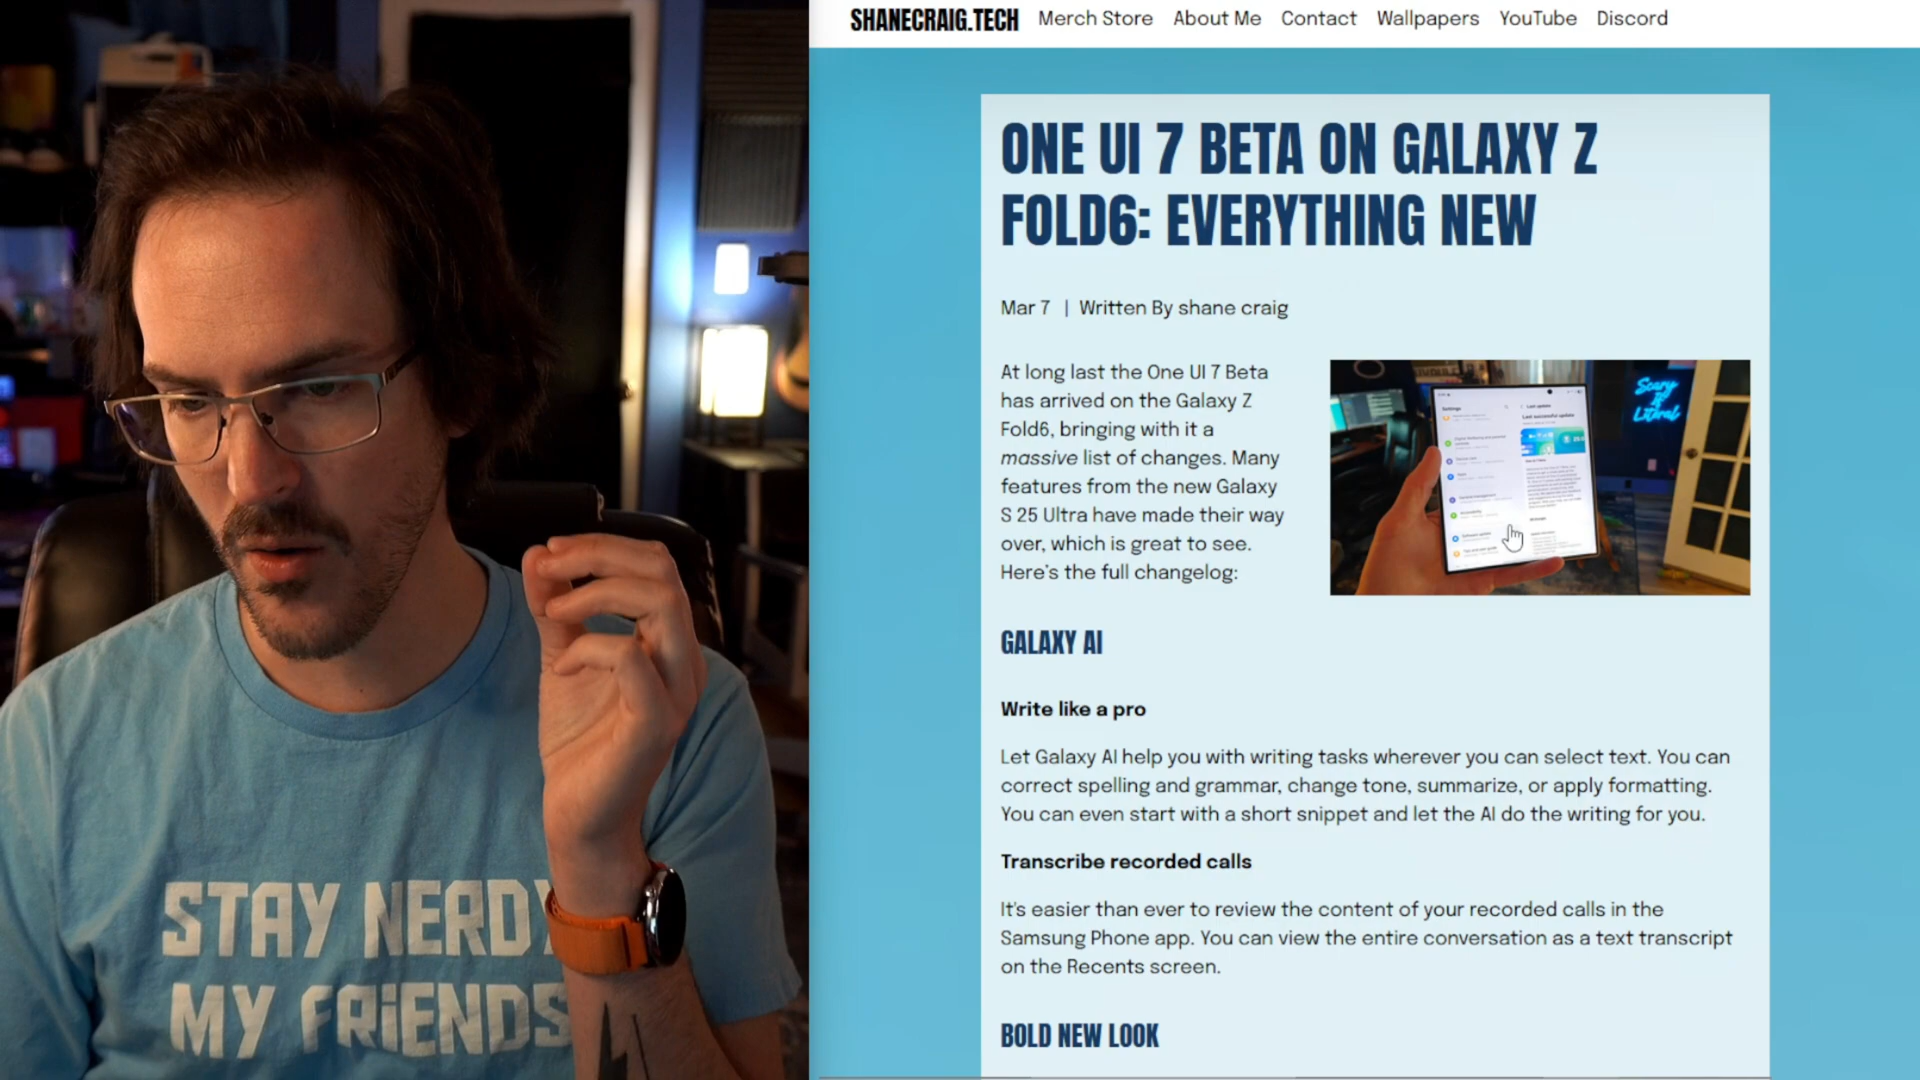 SHANECRAIG.TECH Merch Store About Me Contact Wallpapers YouTube Discord
ONE UI 7 BETA ON GALAXY Z
FOLD6: EVERYTHING NEW
Mar 7 | Written By shane craig
At long last the One UI 7 Beta
has arrived on the Galaxy Z
Fold6, bringing with it a
massive list of changes. Many
features from the new Galaxy
S 25 Ultra have made their way
over, which is great to see.
Here's the full changelog:
Settings
Last update
Last successful update
Scary
&
Literal
GALAXY AI
Write like a pro
Let Galaxy AI help you with writing tasks wherever you can select text. You can
correct spelling and grammar, change tone, summarize, or apply formatting.
You can even start with a short snippet and let the AI do the writing for you.
Transcribe recorded calls
It's easier than ever to review the content of your recorded calls in the
Samsung Phone app. You can view the entire conversation as a text transcript
on the Recents screen.
BOLD NEW LOOK
STAY NERDY
MY FRiENDS